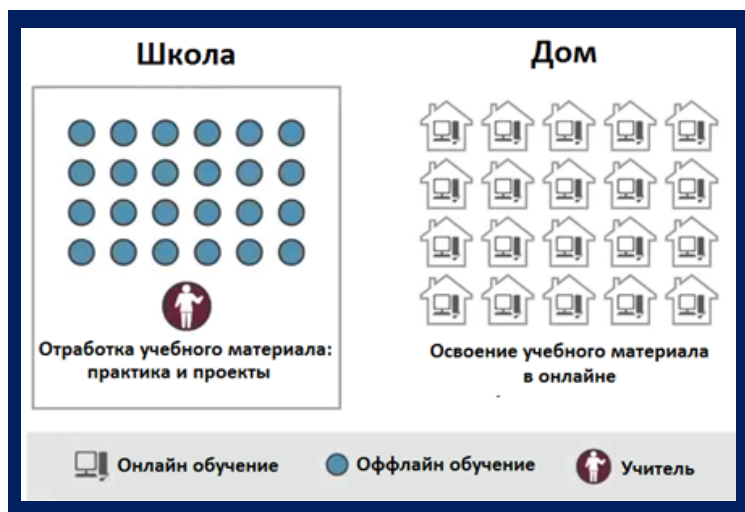 Школа
Дом
Отработка учебного материала:
практика и проекты
Освоение учебного материала
в онлайне
Онлайн обучение
Оффлайн обучение
Учитель